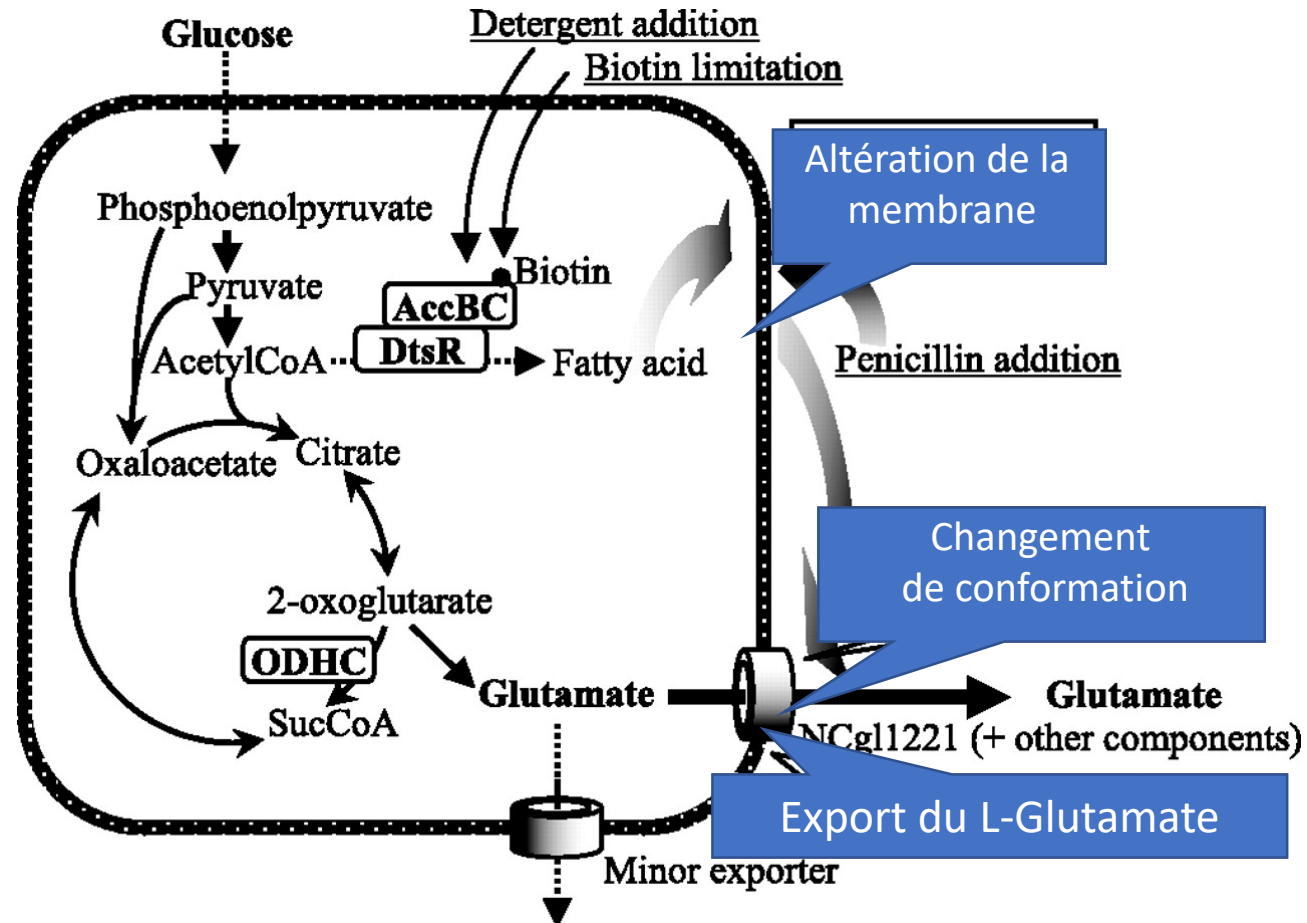 Glucose
Detergent addition
Biotin limitation
Altération de la
membrane
Phosphoenolpyruvate
Pyruvate
Biotin
AccBC
AcetylCoA
DtsR
Fatty acid
Penicillin addition
Oxaloacetate
Citrate
Changement
de conformation
2-oxoglutarate
ODHC
Glutamate
Glutamate
SucCoA
NCgl1221 (+ other components)
Export du L-Glutamate
Minor exporter